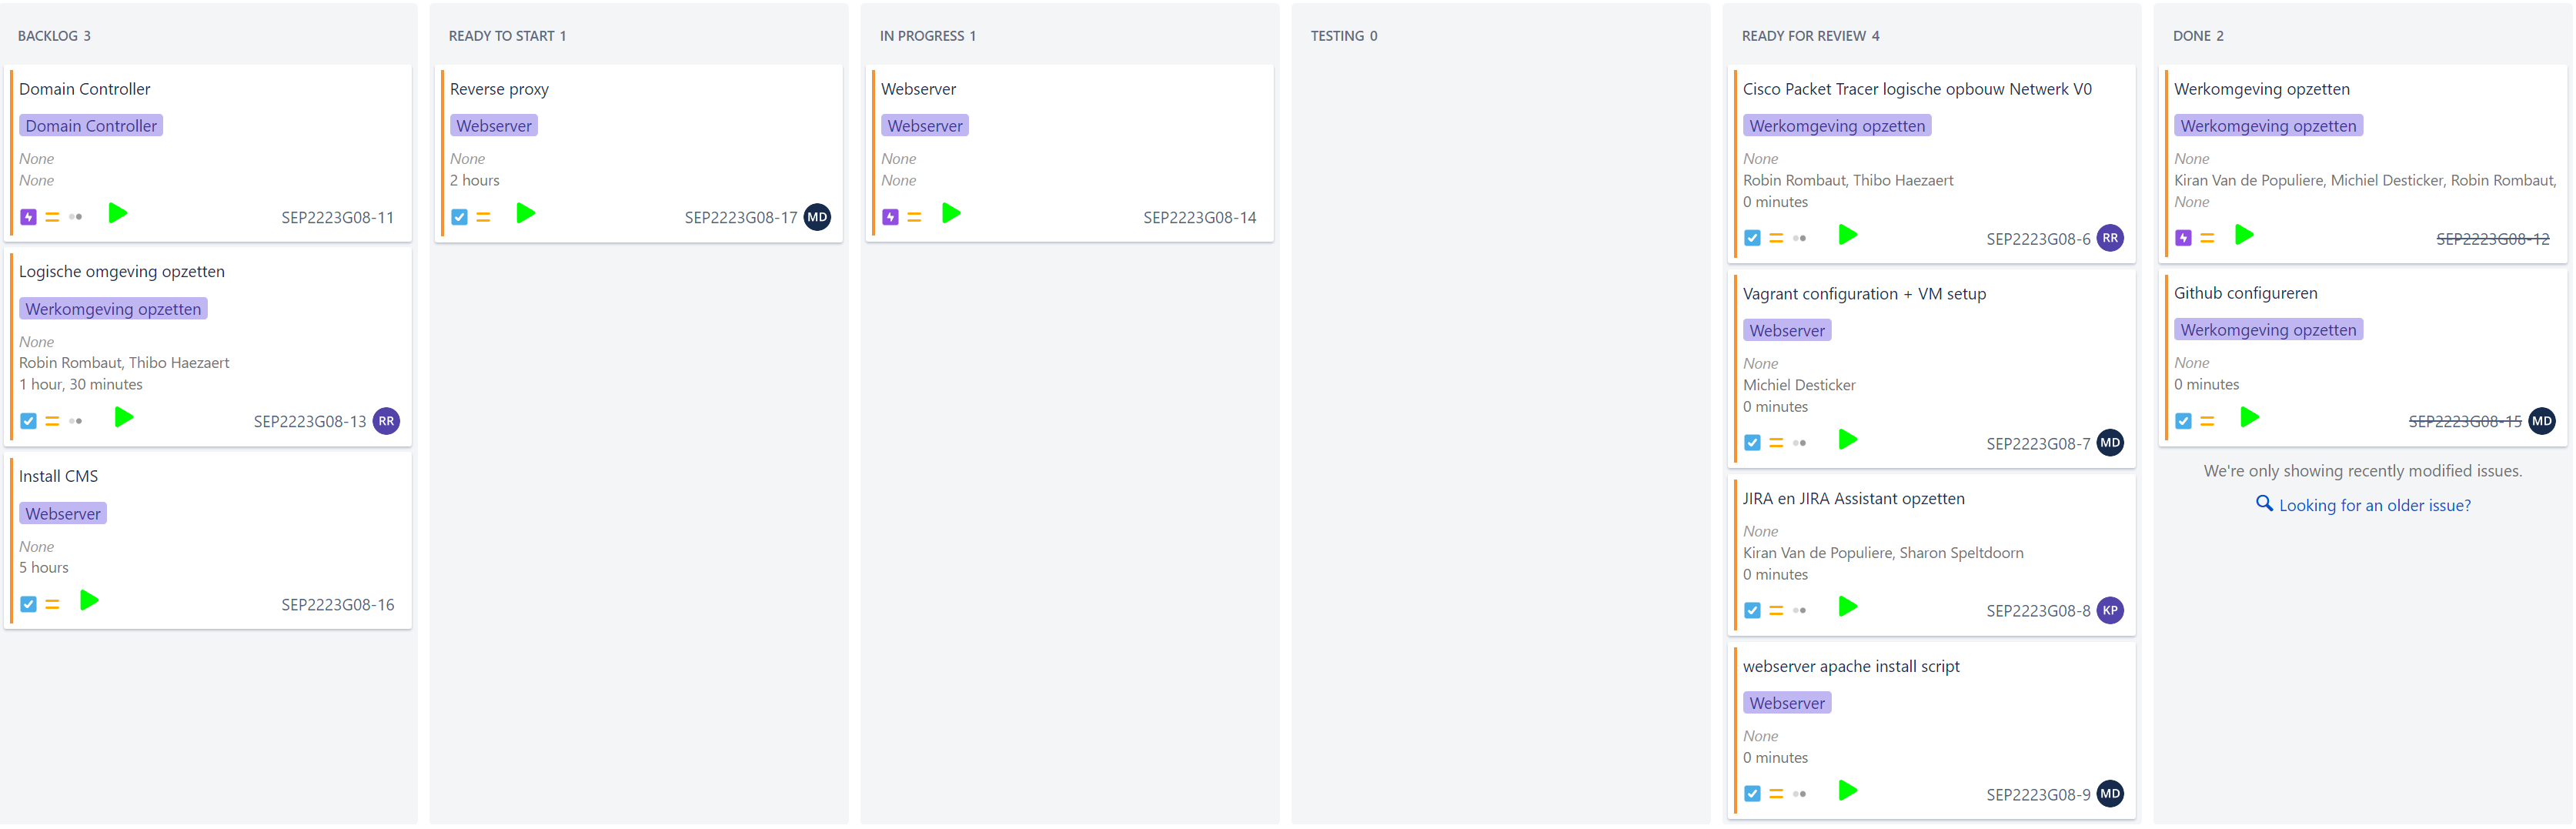 BACKLOG 3
Domain Controller
Domain Controller
None
None
SEP2223G08-11
Logische omgeving opzetten
Werkomgeving opzetten
None
Robin Rombaut, Thibo Haezaert
1 hour, 30 minutes
SEP2223G08-13 RR
Install CMS
Webserver
None
5 hours
SEP2223G08-16
READY TO START 1
Reverse proxy
Webserver
None
2 hours
SEP2223G08-17 MD
IN PROGRESS 1
Webserver
Webserver
None
None
SEP2223G08-14
TESTING 0
READY FOR REVIEW 4
Cisco Packet Tracer logische opbouw Netwerk V0
Werkomgeving opzetten
None
Robin Rombaut, Thibo Haezaert
0 minutes
SEP2223G08-6 RR
Vagrant configuration + VM setup
Webserver
None
Michiel Desticker
0 minutes
SEP2223G08-7 MD
JIRA en JIRA Assistant opzetten
None
Kiran Van de Populiere, Sharon Speltdoorn
0 minutes
SEP2223G08-8 KP
webserver apache install script
Webserver
None
0 minutes
SEP2223G08-9 MD
DONE 2
Werkomgeving opzetten
Werkomgeving opzetten
None
Kiran Van de Populiere, Michiel Desticker, Robin Rombaut,
None
SEP2223G08-12
Github configureren
Werkomgeving opzetten
None
0 minutes
SEP2223G08-15 MD
We're only showing recently modified issues.
Looking for an older issue?